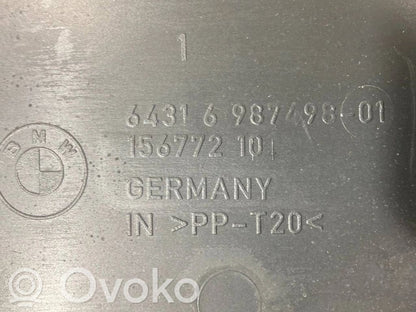 1
6431 6 987498-01
156772 10
BMW
GERMANY
IN >PP-T20<
© Ovoko